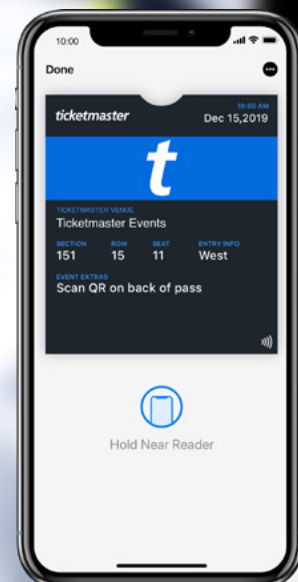 10:00
Done
ticketmaster
10:00 AM
Dec 15,2019
t
TICKETMASTER VENUE
Ticketmaster Events
SECTION ROW SEAT ENTRY INFO
151 15 11 West
EVENT EXTRAS
Scan QR on back of pass
Hold Near Reader